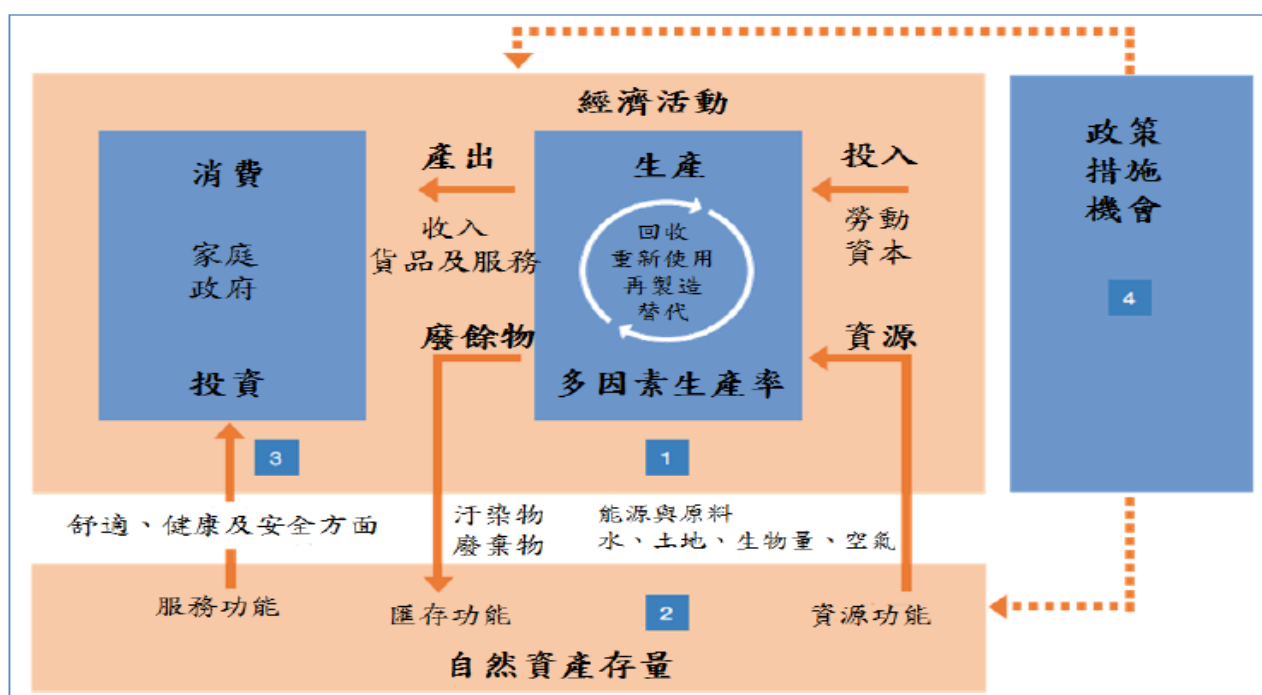 經濟活動
消費
家庭
政府
投資
3
產出
收入
貨品及服務
廢餘物
生產
回收
重新使用
再製造
替代
多因素生產率
1
投入
勞動
資本
資源
政策
措施
機會
4
舒適、健康及安全方面
汙染物
廢棄物
能源與原料
水、土地、生物量、空氣
服務功能
匯存功能
2
資源功能
自然資產存量